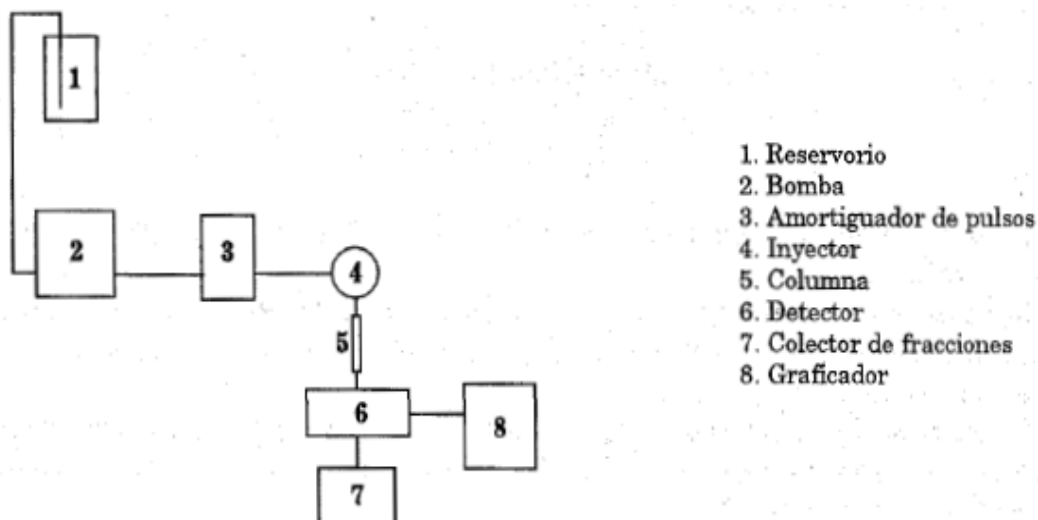 1
2
3
4
5
6
8
7
1. Reservorio
2. Bomba
3. Amortiguador de pulsos
4. Inyector
5. Columna
6. Detector
7. Colector de fracciones
8. Graficador